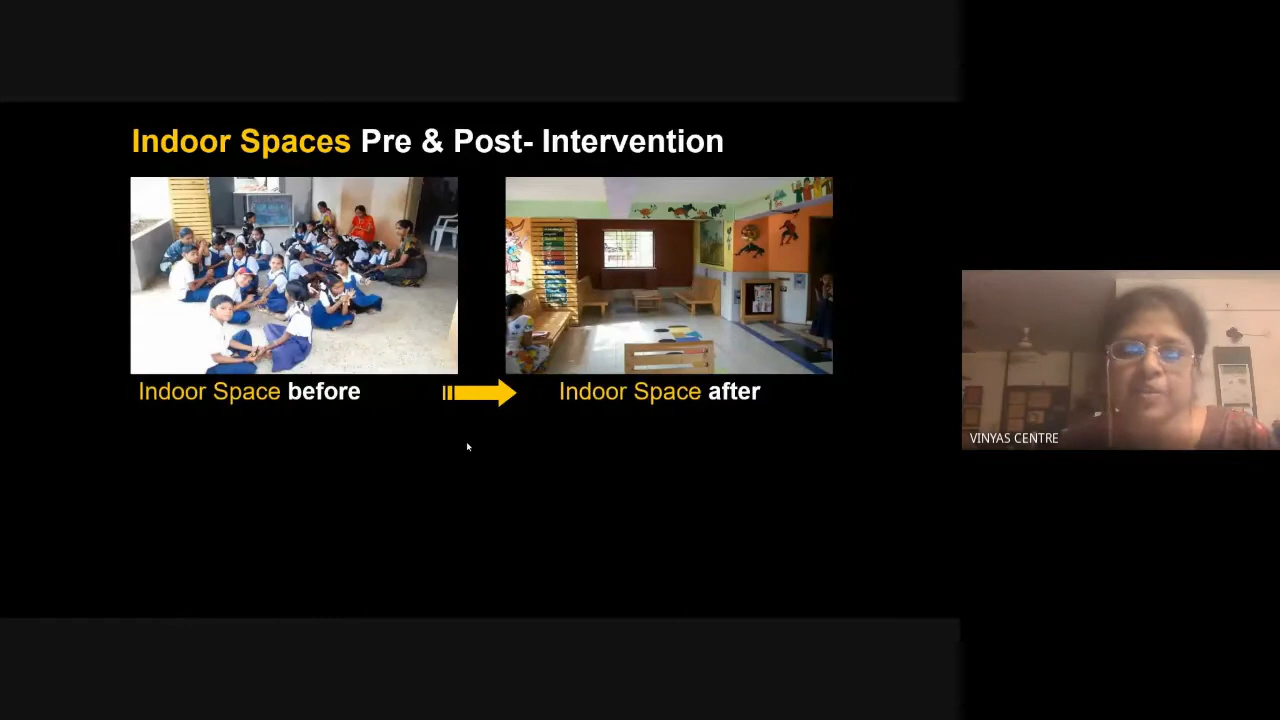 Indoor Spaces Pre & Post- Intervention
Indoor Space before
Indoor Space after
VINYAS CENTRE